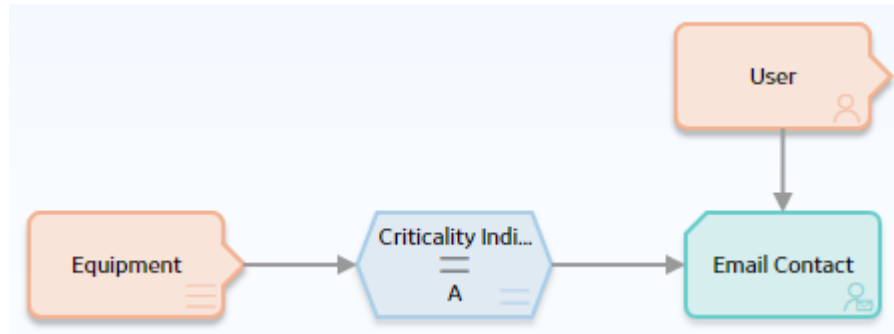 User
Equipment
Criticality Indi...
=
A
Email Contact